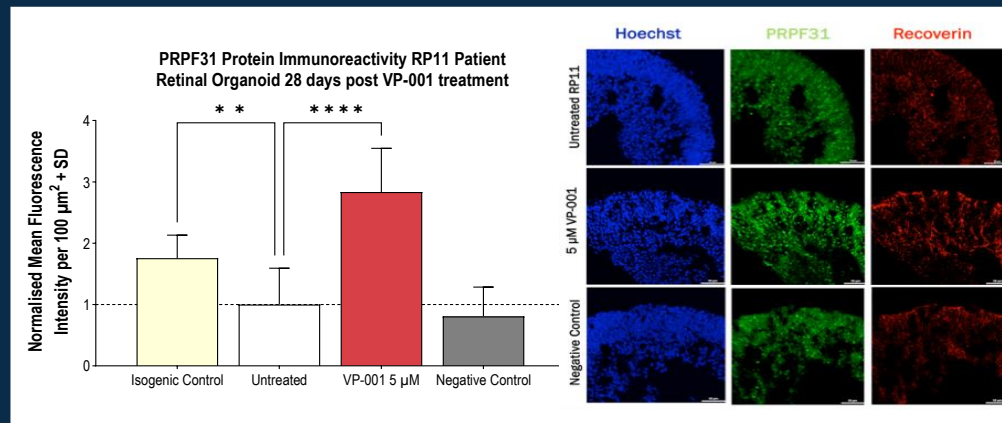 PRPF31 Protein Immunoreactivity RP11 Patient
Retinal Organoid 28 days post VP-001 treatment
* *
* * * *
Normalised Mean Fluorescence
Intensity per 100 µm² + SD
4
3
2
1
0
Isogenic Control
Untreated
VP-001 5 µM
Negative Control
Hoechst
PRPF31
Recoverin
Untreated RP11
5 µM VP-001
Negative Control